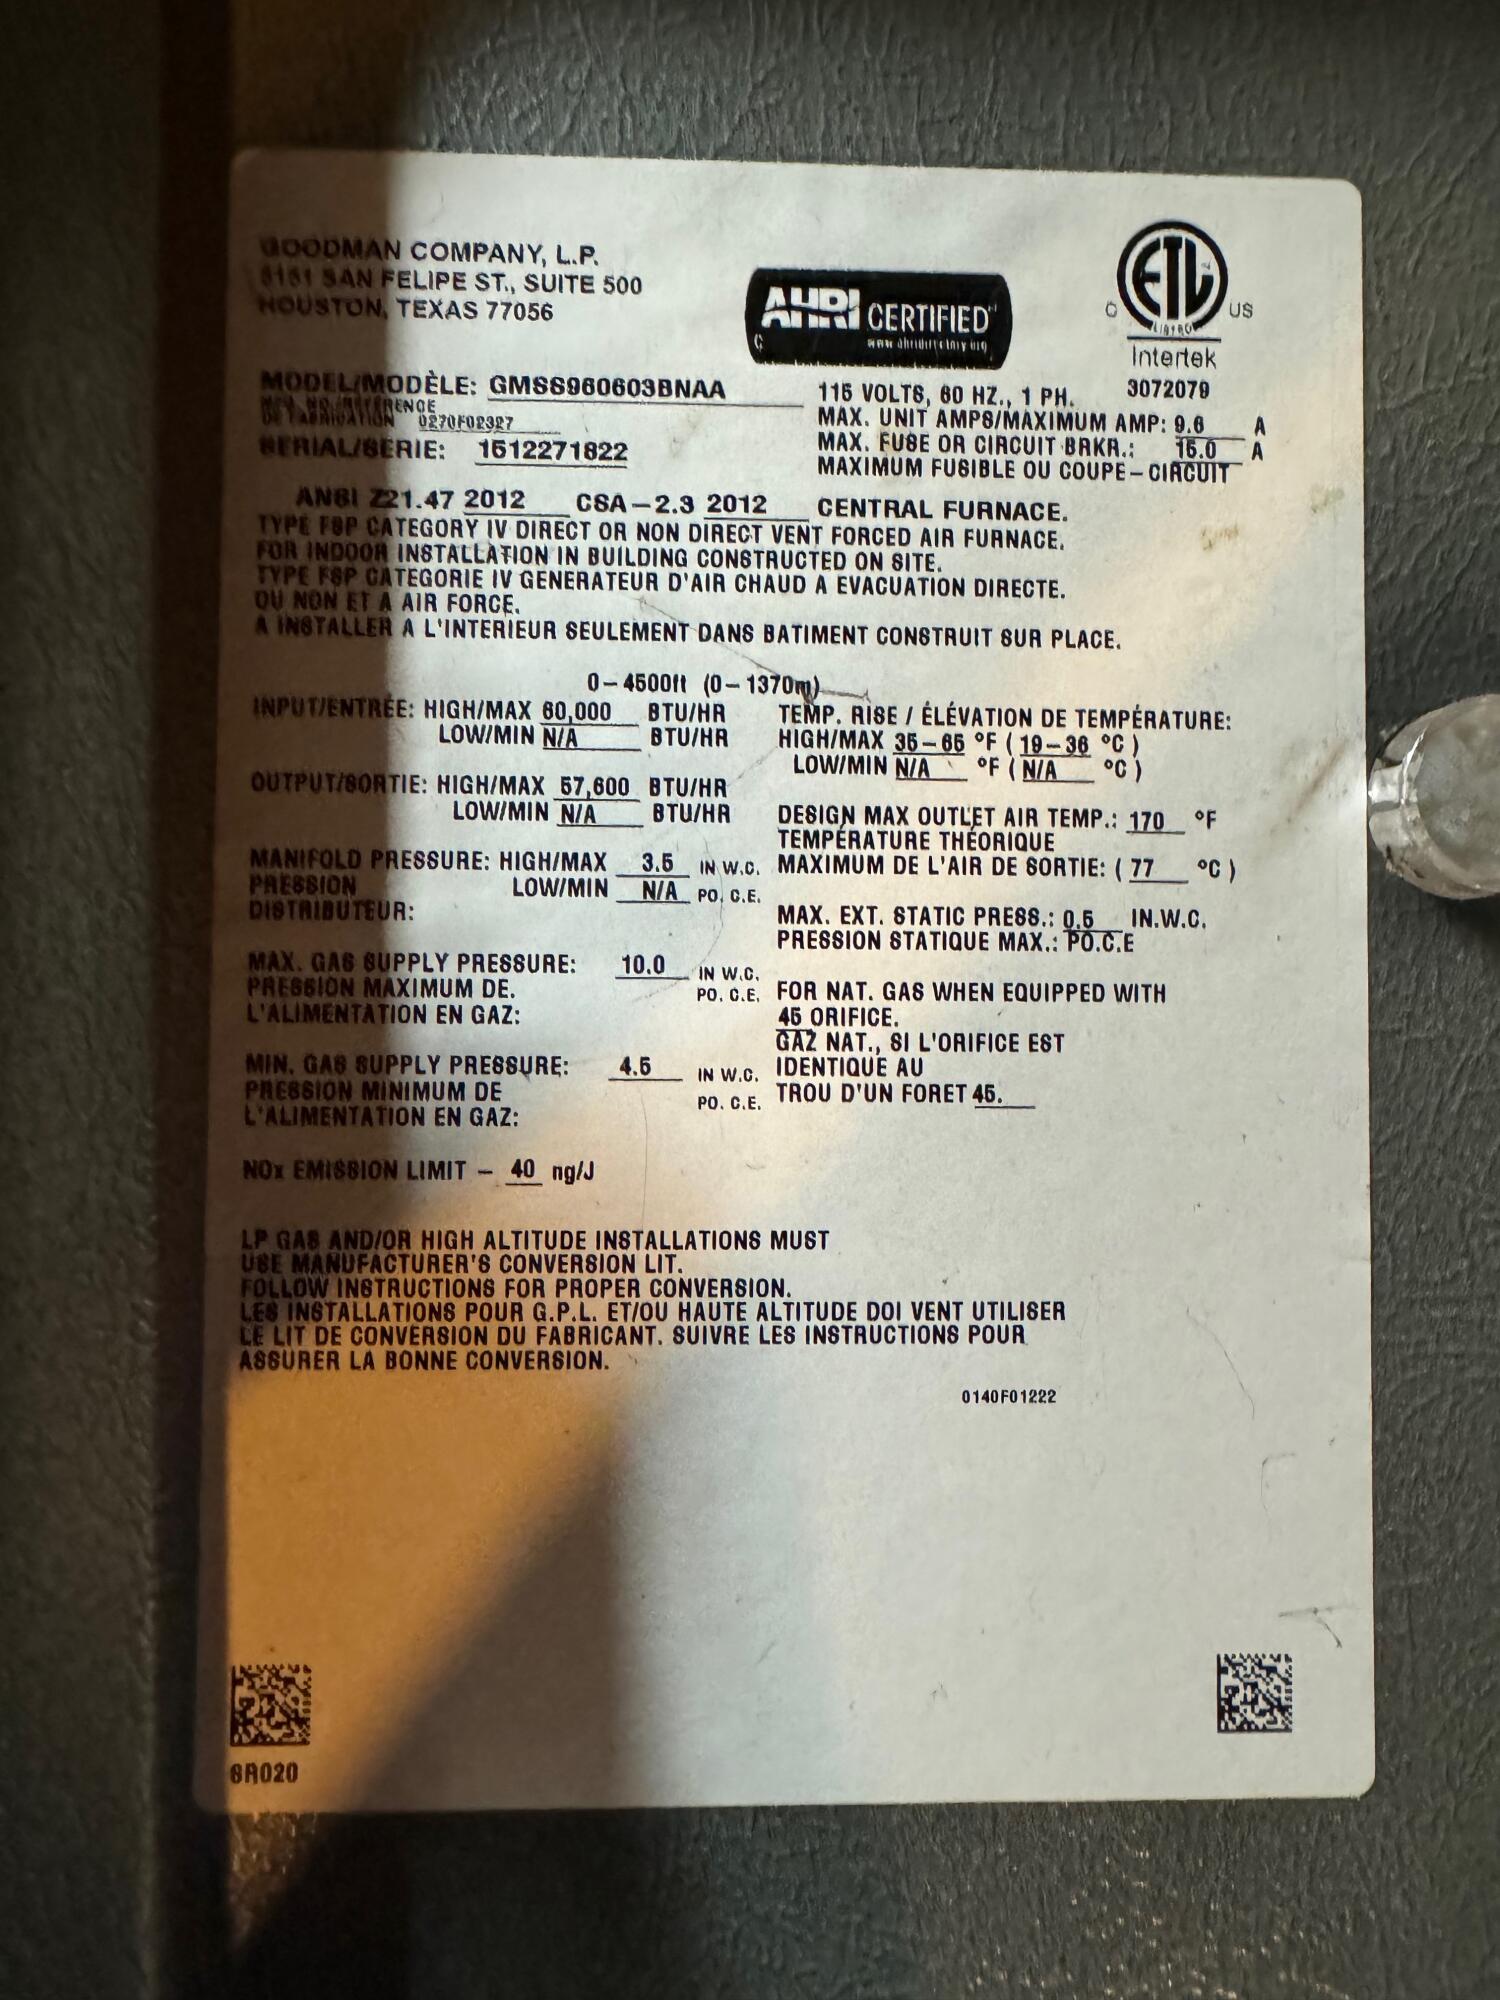 GOODMAN COMPANY, L.P.
5151 SAN FELIPE ST., SUITE 500
HOUSTON, TEXAS 77056
AHRI CERTIFIED
www.ahridirectory.org
C
ETL
LISTED
C US
Intertek
3072079
MODEL/MODÈLE: GMSS960603BNAA
MFG. NO./REFERENCE
DE FABRICATION 0270F02327
SERIAL/SERIE: 1512271822
115 VOLTS, 60 HZ., 1 PH.
MAX. UNIT AMPS/MAXIMUM AMP: 9.6 A
MAX. FUSE OR CIRCUIT BRKR.: 15.0 A
MAXIMUM FUSIBLE OU COUPE-CIRCUIT
ANSI Z21.47 2012 CSA-2.3 2012 CENTRAL FURNACE.
TYPE FSP CATEGORY IV DIRECT OR NON DIRECT VENT FORCED AIR FURNACE.
FOR INDOOR INSTALLATION IN BUILDING CONSTRUCTED ON SITE.
TYPE FSP CATEGORIE IV GENERATEUR D'AIR CHAUD A EVACUATION DIRECTE.
OU NON ET A AIR FORCE.
A INSTALLER A L'INTERIEUR SEULEMENT DANS BATIMENT CONSTRUIT SUR PLACE.
0-4500ft (0-1370m)
INPUT/ENTRÉE: HIGH/MAX 60,000 BTU/HR
LOW/MIN N/A BTU/HR
OUTPUT/SORTIE: HIGH/MAX 57,600 BTU/HR
LOW/MIN N/A BTU/HR
MANIFOLD PRESSURE: HIGH/MAX 3.5 IN W.C.
PRESSION LOW/MIN N/A PO. C.E.
DISTRIBUTEUR:
MAX. GAS SUPPLY PRESSURE: 10.0 IN W.C.
PRESSION MAXIMUM DE. PO. C.E.
L'ALIMENTATION EN GAZ:
MIN. GAS SUPPLY PRESSURE: 4.5 IN W.C.
PRESSION MINIMUM DE PO. C.E.
L'ALIMENTATION EN GAZ:
NOx EMISSION LIMIT - 40 ng/J
TEMP. RISE / ÉLÉVATION DE TEMPÉRATURE:
HIGH/MAX 35-65 °F ( 19-36 °C )
LOW/MIN N/A °F ( N/A °C )
DESIGN MAX OUTLET AIR TEMP.: 170 °F
TEMPÉRATURE THÉORIQUE
MAXIMUM DE L'AIR DE SORTIE: ( 77 °C )
MAX. EXT. STATIC PRESS.: 0.5 IN.W.C.
PRESSION STATIQUE MAX.: PO.C.E
FOR NAT. GAS WHEN EQUIPPED WITH
45 ORIFICE.
GAZ NAT., SI L'ORIFICE EST
IDENTIQUE AU
TROU D'UN FORET 45.
LP GAS AND/OR HIGH ALTITUDE INSTALLATIONS MUST
USE MANUFACTURER'S CONVERSION LIT.
FOLLOW INSTRUCTIONS FOR PROPER CONVERSION.
LES INSTALLATIONS POUR G.P.L. ET/OU HAUTE ALTITUDE DOI VENT UTILISER
LE LIT DE CONVERSION DU FABRICANT. SUIVRE LES INSTRUCTIONS POUR
ASSURER LA BONNE CONVERSION.
0140F01222
SR020